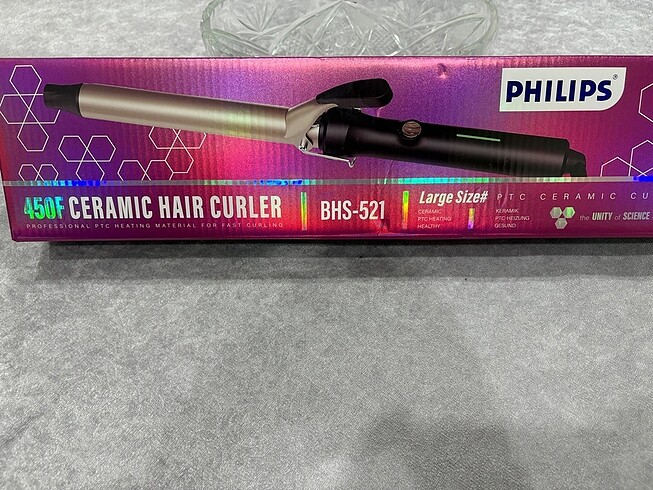 PHILIPS®
450F CERAMIC HAIR CURLER
PROFESSIONAL PTC HEATING MATERIAL FOR FAST CURLING
BHS-521
Large Size#
CERAMIC
PTC HEATING
HEALTHY
PTC CERAMIC CU
KERAMIK
PTC HEIZUNG
GESUND
the UNITY of SCIENCE